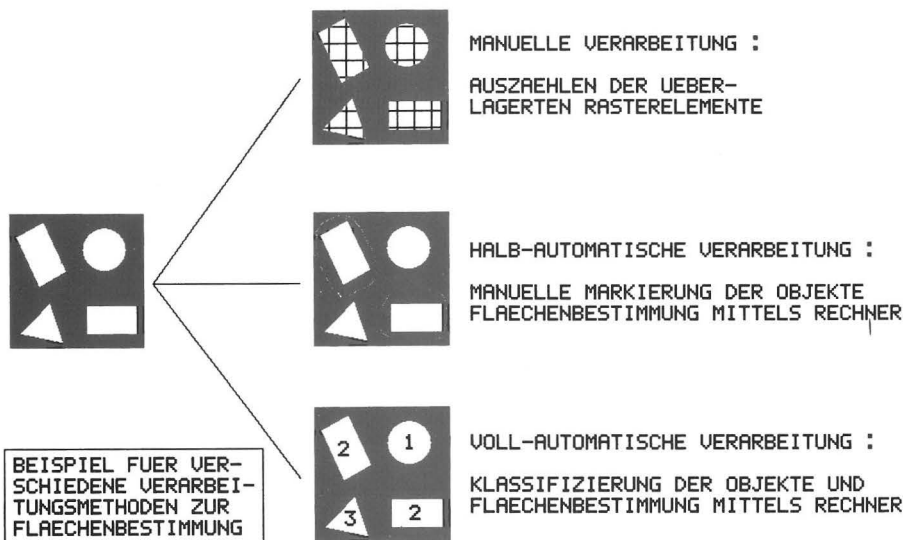 MANUELLE VERARBEITUNG :
AUSZAEHLEN DER UEBER-
LAGERTEN RASTERELEMENTE
HALB-AUTOMATISCHE VERARBEITUNG :
MANUELLE MARKIERUNG DER OBJEKTE
FLAECHENBESTIMMUNG MITTELS RECHNER
2 1
3 2
VOLL-AUTOMATISCHE VERARBEITUNG :
KLASSIFIZIERUNG DER OBJEKTE UND
FLAECHENBESTIMMUNG MITTELS RECHNER
BEISPIEL FUER VER-
SCHIEDENE VERARBEI-
TUNGSMETHODEN ZUR
FLAECHENBESTIMMUNG